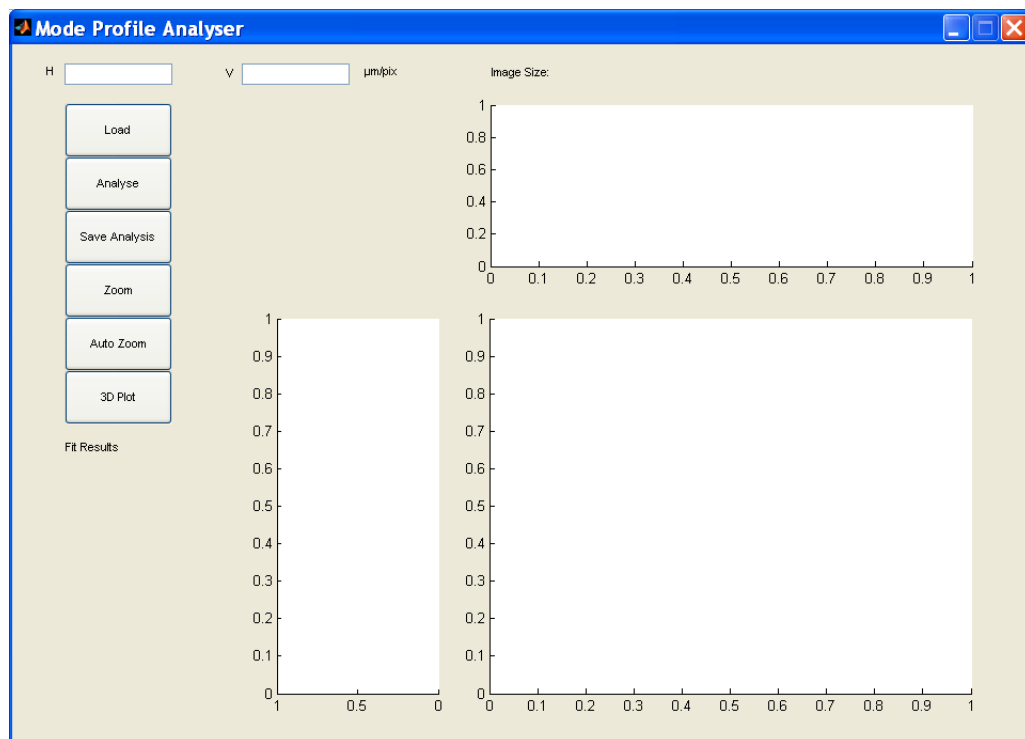 Mode Profile Analyser
H V µm/pix Image Size:
Load
Analyse
Save Analysis
Zoom
Auto Zoom
3D Plot
Fit Results
1
0.8
0.6
0.4
0.2
0
0 0.1 0.2 0.3 0.4 0.5 0.6 0.7 0.8 0.9 1
1
0.9
0.8
0.7
0.6
0.5
0.4
0.3
0.2
0.1
0
1 0.5 0
1
0.9
0.8
0.7
0.6
0.5
0.4
0.3
0.2
0.1
0
0 0.1 0.2 0.3 0.4 0.5 0.6 0.7 0.8 0.9 1